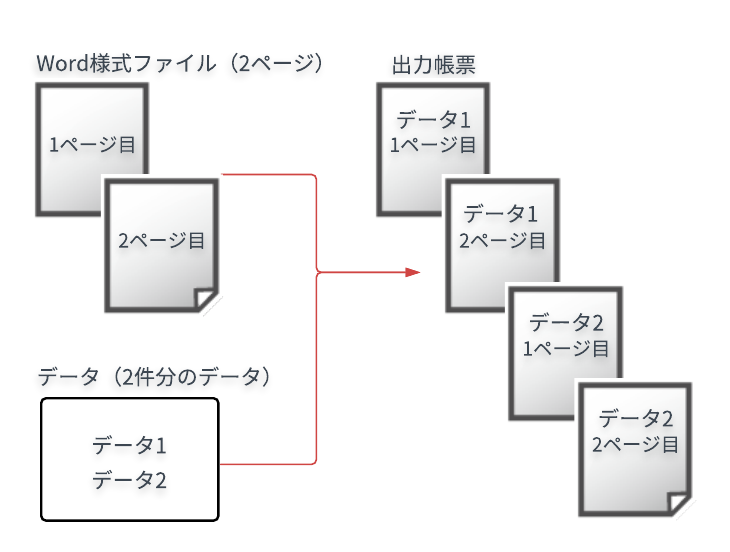 Word様式ファイル（2ページ）
1ページ目
2ページ目
データ（2件分のデータ）
データ1
データ2
出力帳票
データ1
1ページ目
データ1
2ページ目
データ2
1ページ目
データ2
2ページ目